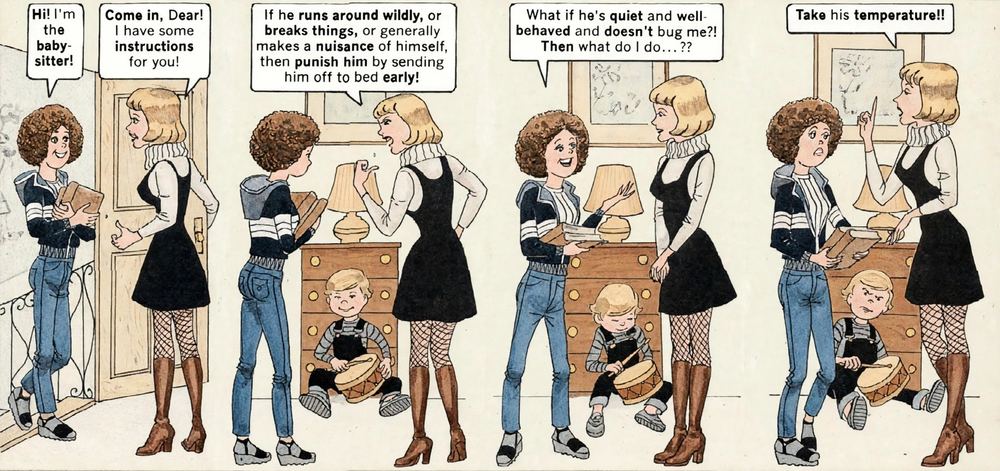 Hi! I'm
the
baby-
sitter!
Come in, Dear!
I have some
instructions
for you!
If he runs around wildly, or
breaks things, or generally
makes a nuisance of himself,
then punish him by sending
him off to bed early!
What if he's quiet and well-
behaved and doesn't bug me?!
Then what do I do...??
Take his temperature!!